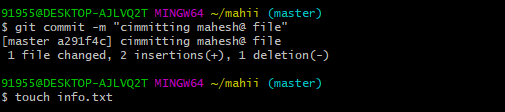 91955@DESKTOP-AJLVQ2T MINGW64 ~/mahii (master)
$ git commit -m "cimmitting mahesh@ file"
[master a291f4c] cimmitting mahesh@ file
 1 file changed, 2 insertions(+), 1 deletion(-)
91955@DESKTOP-AJLVQ2T MINGW64 ~/mahii (master)
$ touch info.txt